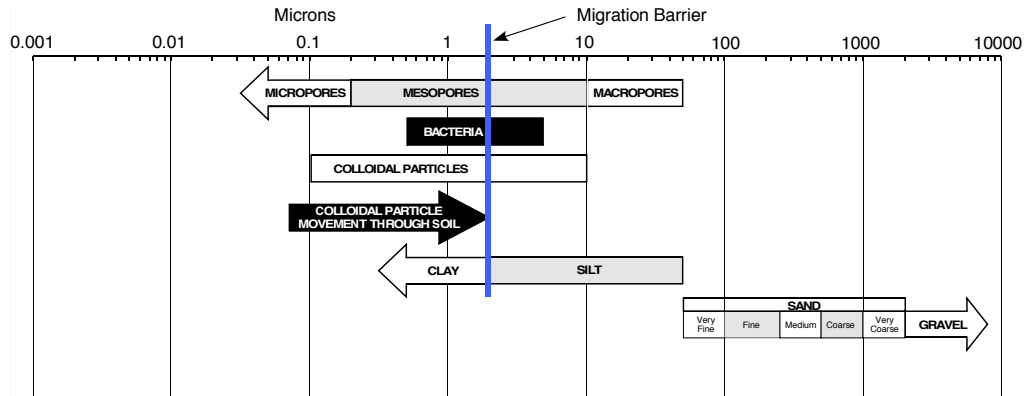 Microns Migration Barrier
0.001 0.01 0.1 1 10 100 1000 10000
MICROPORES MESOPORES MACROPORES
BACTERIA
COLLOIDAL PARTICLES
COLLOIDAL PARTICLE
MOVEMENT THROUGH SOIL
CLAY SILT
SAND
Very
Fine
Fine
Medium
Coarse
Very
Coarse
GRAVEL